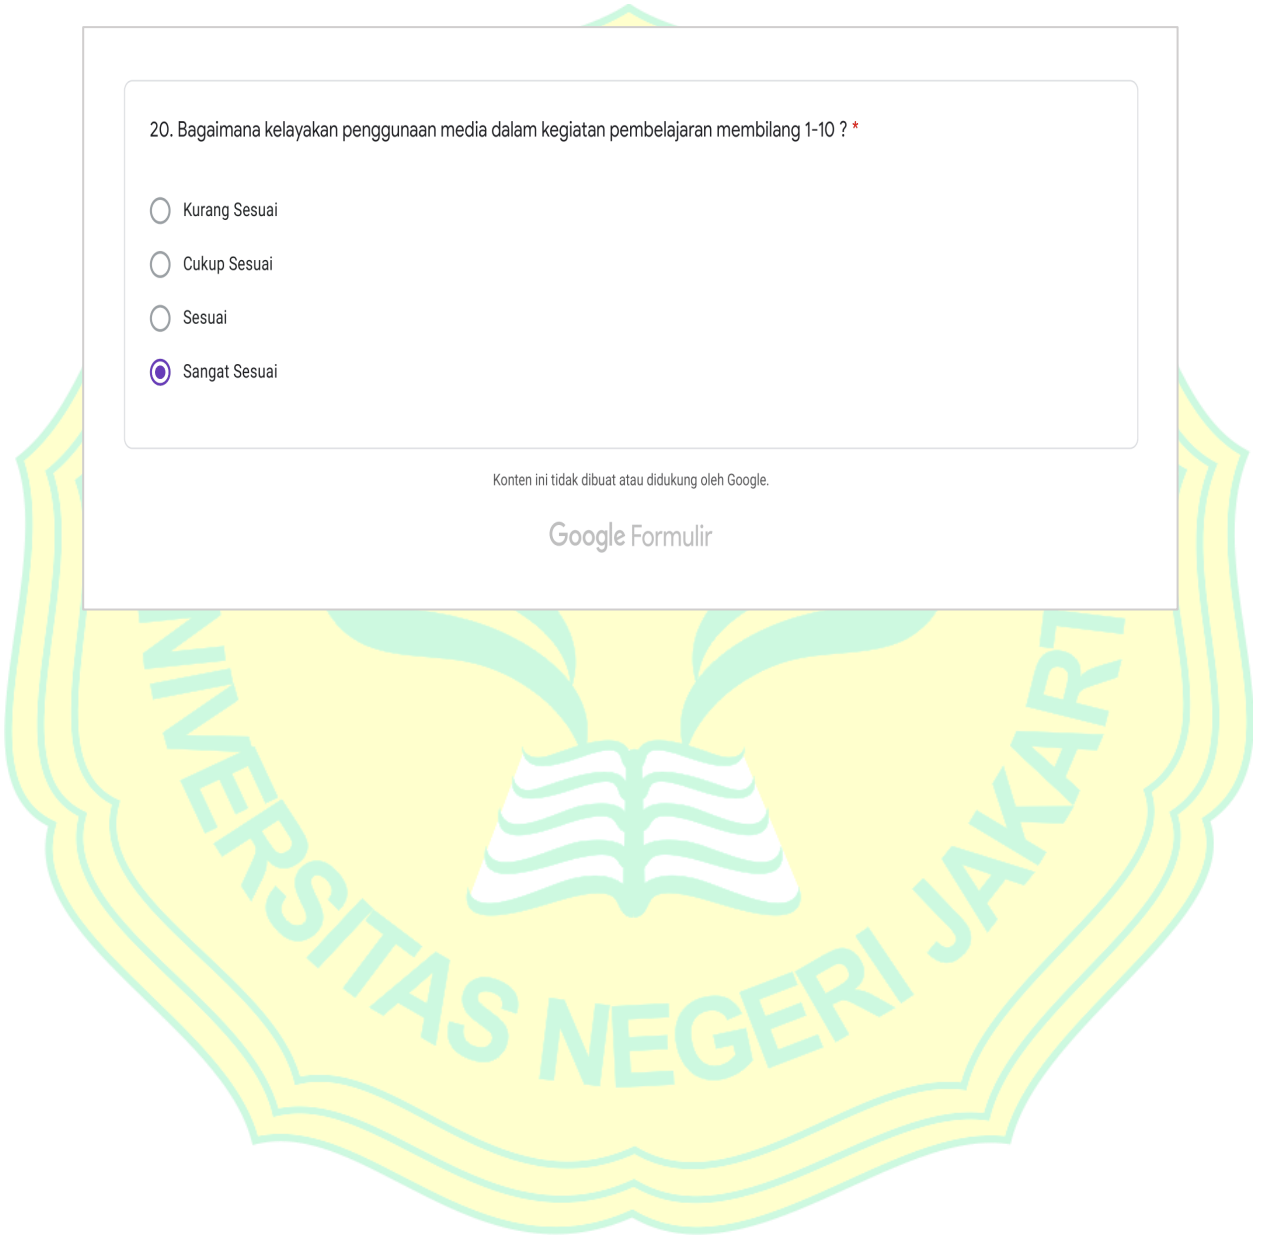 20. Bagaimana kelayakan penggunaan media dalam kegiatan pembelajaran membilang 1-10 ? *
Kurang Sesuai
Cukup Sesuai
Sesuai
Sangat Sesuai
Konten ini tidak dibuat atau didukung oleh Google.
Google Formulir
NIVERSITAS NEGERI JAKART